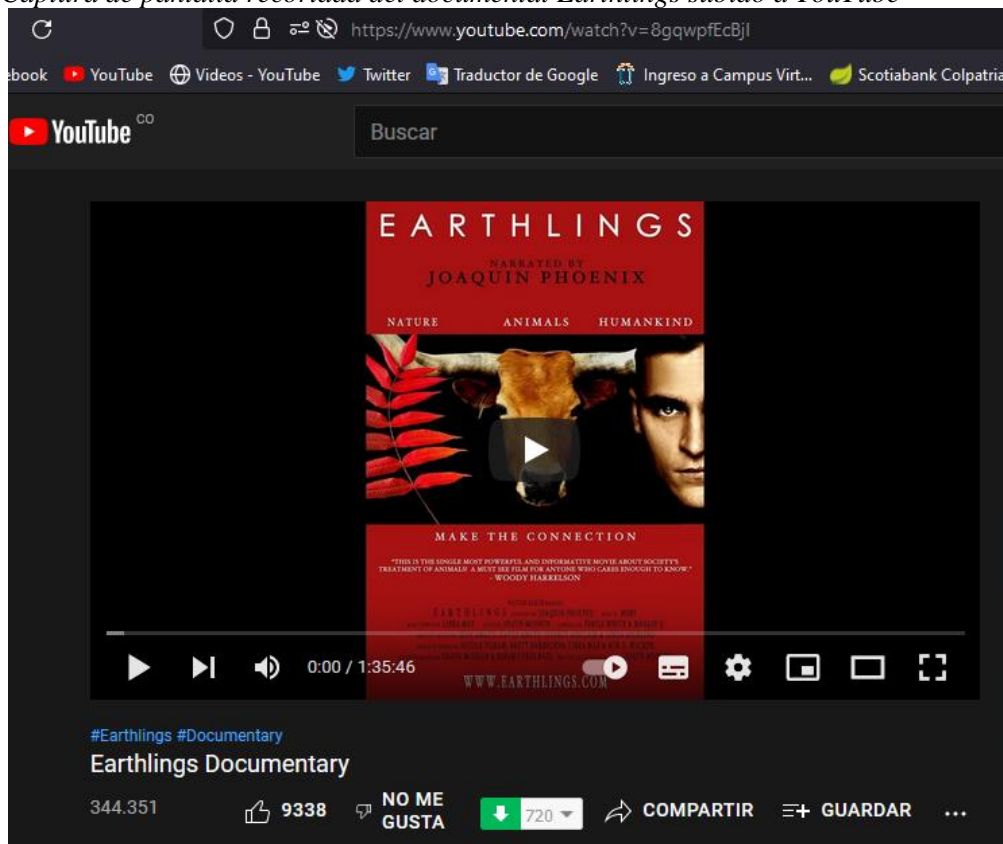 Captura de pantalla recortada del documental Earthlings subido a YouTube
https://www.youtube.com/watch?v=8gqwpfEcBjI
ebook YouTube Videos - YouTube Twitter Traductor de Google Ingreso a Campus Virt... Scotiabank Colpatria
YouTube CO Buscar
EARTHLINGS
NARRATED BY
JOAQUIN PHOENIX
NATURE ANIMALS HUMANKIND
MAKE THE CONNECTION
"THIS IS THE SINGLE MOST POWERFUL AND INFORMATIVE MOVIE ABOUT SOCIETY'S
TREATMENT OF ANIMALS. A MUST SEE FILM FOR ANYONE WHO CARES ENOUGH TO KNOW."
- WOODY HARRELSON
EARTHLINGS JOAQUIN PHOENIX MOBY
0:00 / 1:35:46
WWW.EARTHLINGS.COM
#Earthlings #Documentary
Earthlings Documentary
344.351 9338 NO ME GUSTA 720 COMPARTIR GUARDAR ...